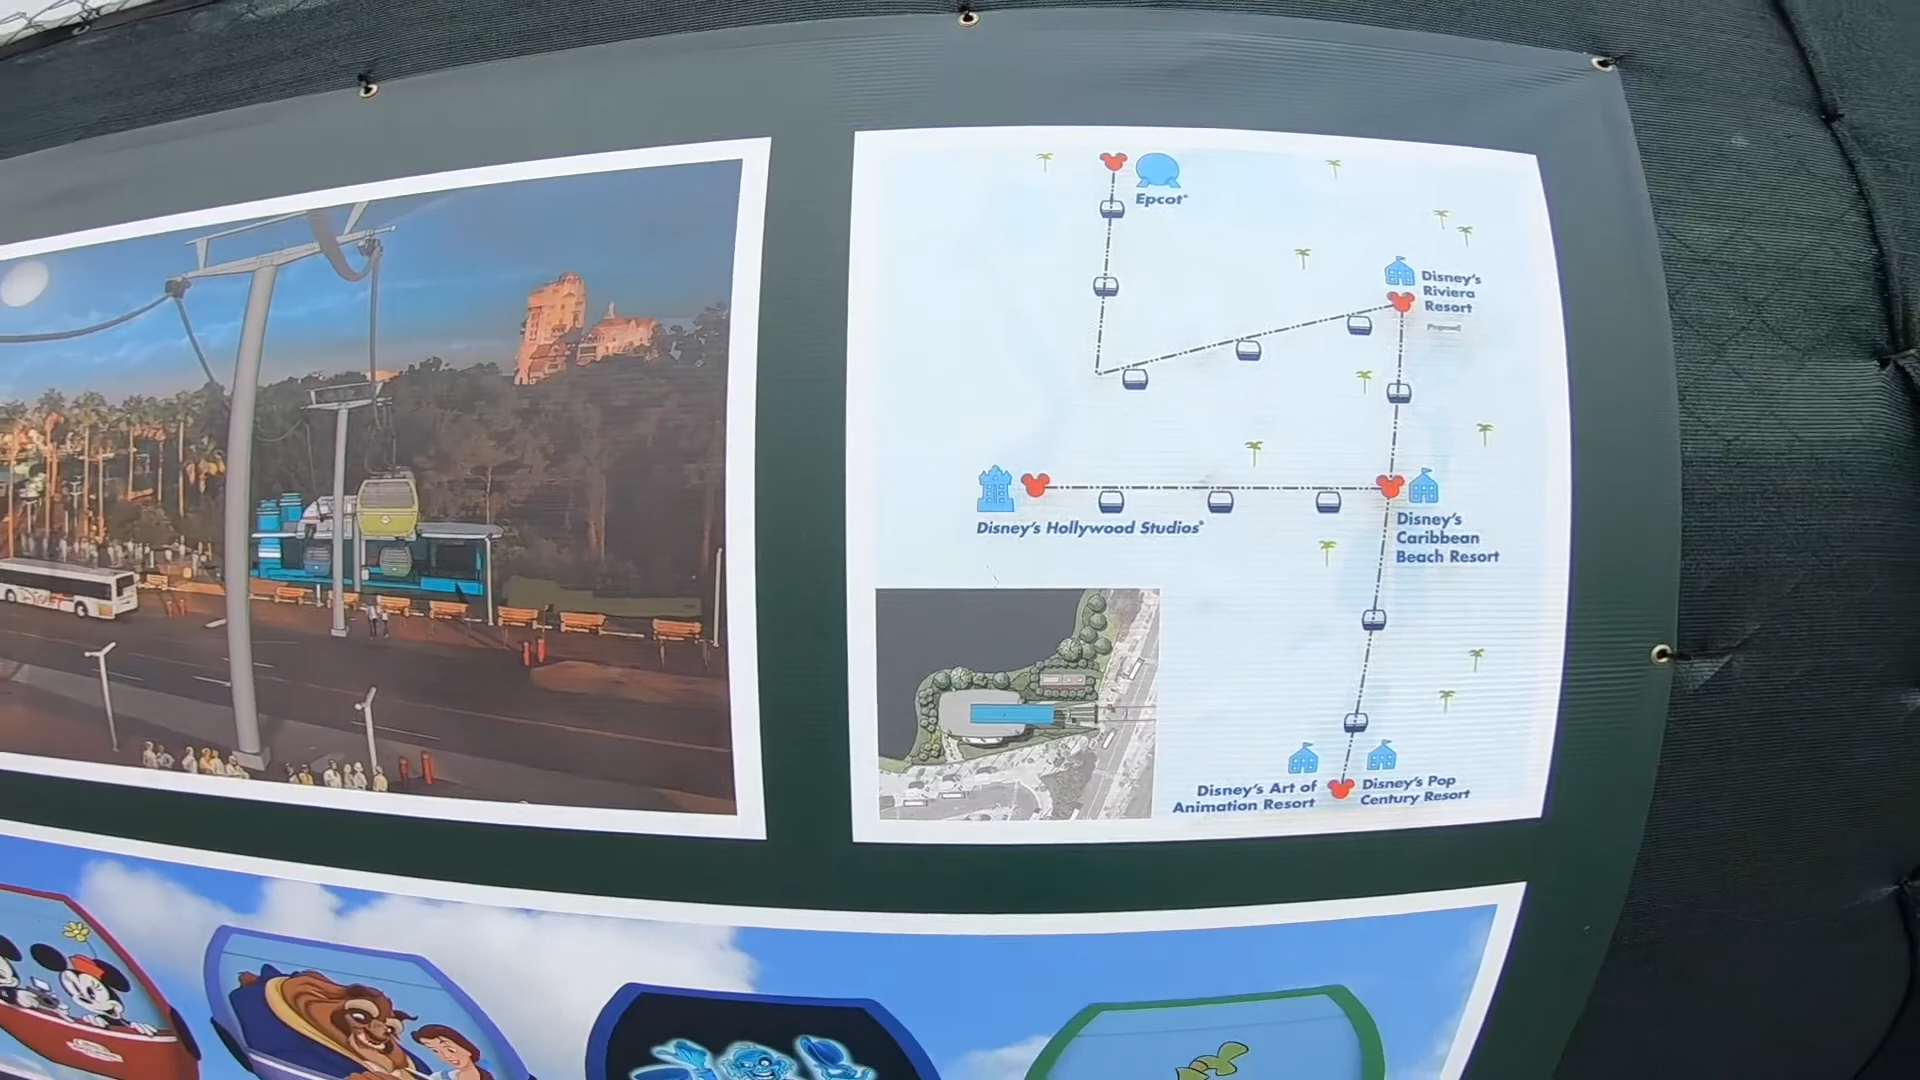 Epcot®
Disney's
Riviera
Resort
(Proposed)
Disney's Hollywood Studios®
Disney's
Caribbean
Beach Resort
Disney's Art of
Animation Resort
Disney's Pop
Century Resort